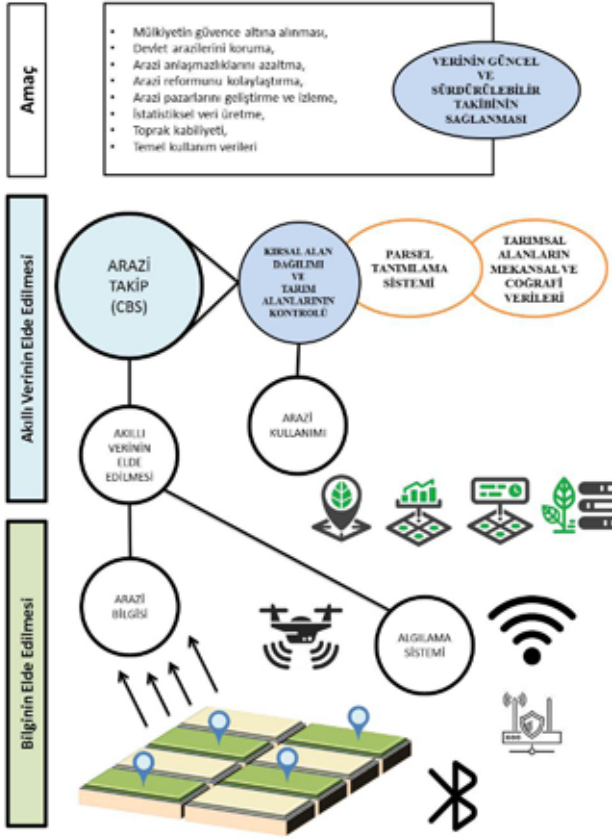 Amaç
• Mülkiyetin güvence altına alınması,
• Devlet arazilerini koruma,
• Arazi anlaşmazlıklarını azaltma,
• Arazi reformunu kolaylaştırma,
• Arazi pazarlarını geliştirme ve izleme,
• İstatistiksel veri üretme,
• Toprak kabiliyeti,
• Temel kullanım verileri
VERİNİN GÜNCEL
VE
SÜRDÜRÜLEBİLİR
TAKİBİNİN
SAĞLANMASI
Akıllı Verinin Elde Edilmesi
ARAZİ
TAKİP
(CBS)
KIRSAL ALAN
DAĞILIMI
VE
TARIM
ALANLARININ
KONTROLÜ
PARSEL
TANIMLAMA
SİSTEMİ
TARIMSAL
ALANLARIN
MEKANSAL VE
COĞRAFİ
VERİLERİ
AKILLI
VERİNİN
ELDE
EDİLMESİ
ARAZİ
KULLANIMI
Bilginin Elde Edilmesi
ARAZİ
BİLGİSİ
ALGILAMA
SİSTEMİ